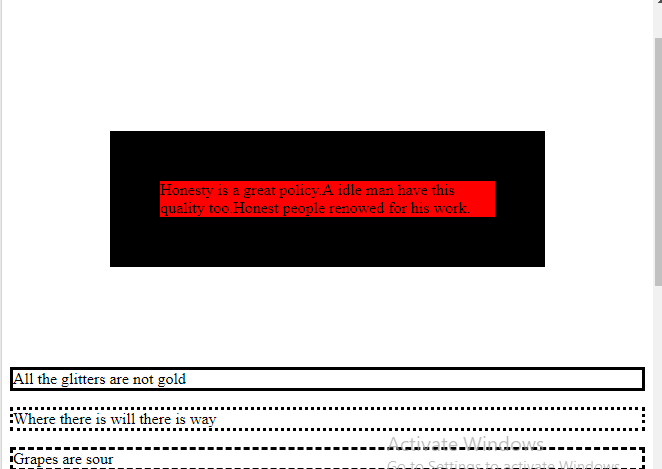 Honesty is a great policy.A idle man have this
quality too.Honest people renowed for his work.
All the glitters are not gold
Where there is will there is way
Grapes are sour
Activate Windows
Go to Settings to activate Windows.